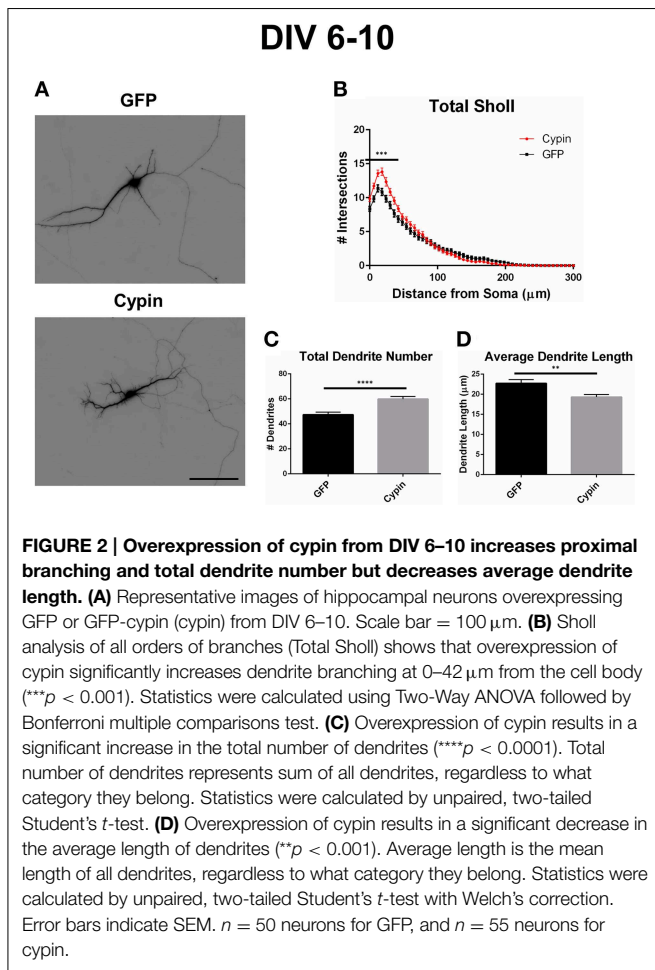 DIV 6-10
A
GFP
Cypin
B
Total Sholl
Cypin
GFP
***
# Intersections
20
15
10
5
0
0
100
200
300
Distance from Soma (μm)
C
Total Dendrite Number
****
# Dendrites
80
60
40
20
0
GFP
Cypin
D
Average Dendrite Length
**
Dendrite Length (μm)
25
20
15
10
5
0
GFP
Cypin
FIGURE 2 | Overexpression of cypin from DIV 6–10 increases proximal
branching and total dendrite number but decreases average dendrite
length. (A) Representative images of hippocampal neurons overexpressing
GFP or GFP-cypin (cypin) from DIV 6–10. Scale bar = 100 μm. (B) Sholl
analysis of all orders of branches (Total Sholl) shows that overexpression of
cypin significantly increases dendrite branching at 0–42 μm from the cell body
(***p < 0.001). Statistics were calculated using Two-Way ANOVA followed by
Bonferroni multiple comparisons test. (C) Overexpression of cypin results in a
significant increase in the total number of dendrites (****p < 0.0001). Total
number of dendrites represents sum of all dendrites, regardless to what
category they belong. Statistics were calculated by unpaired, two-tailed
Student's t-test. (D) Overexpression of cypin results in a significant decrease in
the average length of dendrites (**p < 0.001). Average length is the mean
length of all dendrites, regardless to what category they belong. Statistics were
calculated by unpaired, two-tailed Student's t-test with Welch's correction.
Error bars indicate SEM. n = 50 neurons for GFP, and n = 55 neurons for
cypin.